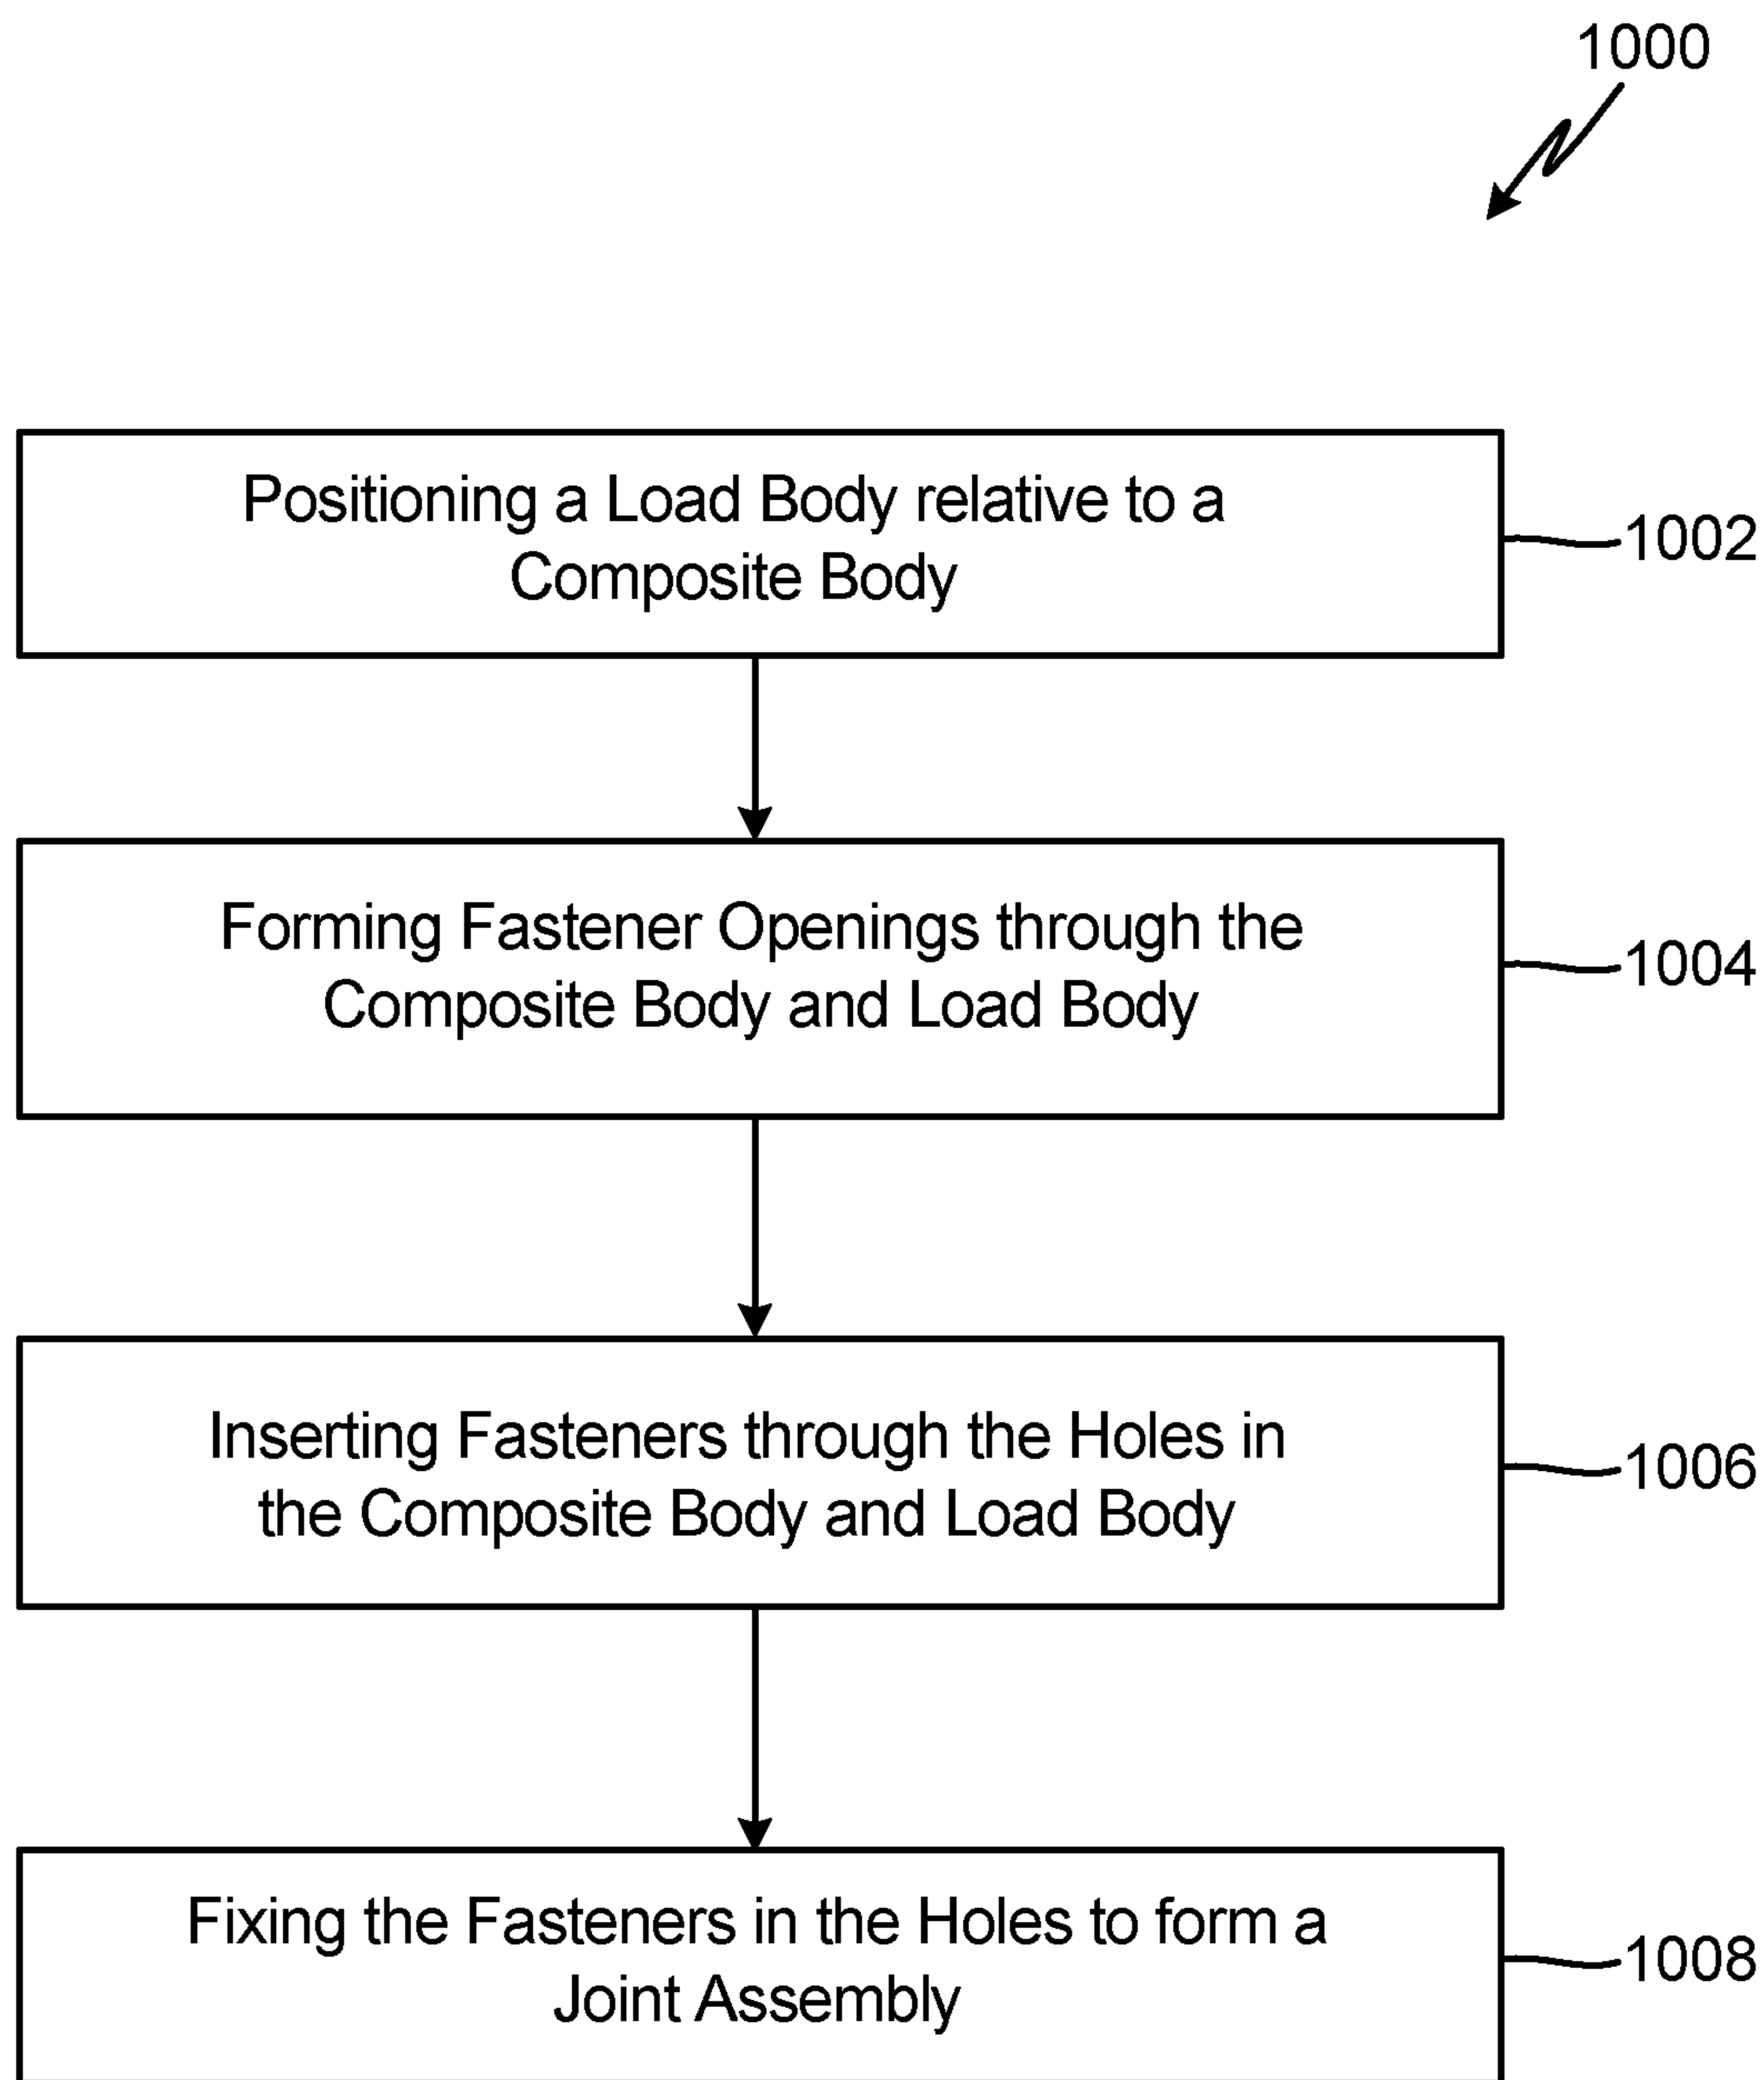 1000
Positioning a Load Body relative to a
Composite Body
1002
Forming Fastener Openings through the
Composite Body and Load Body
1004
Inserting Fasteners through the Holes in
the Composite Body and Load Body
1006
Fixing the Fasteners in the Holes to form a
Joint Assembly
1008